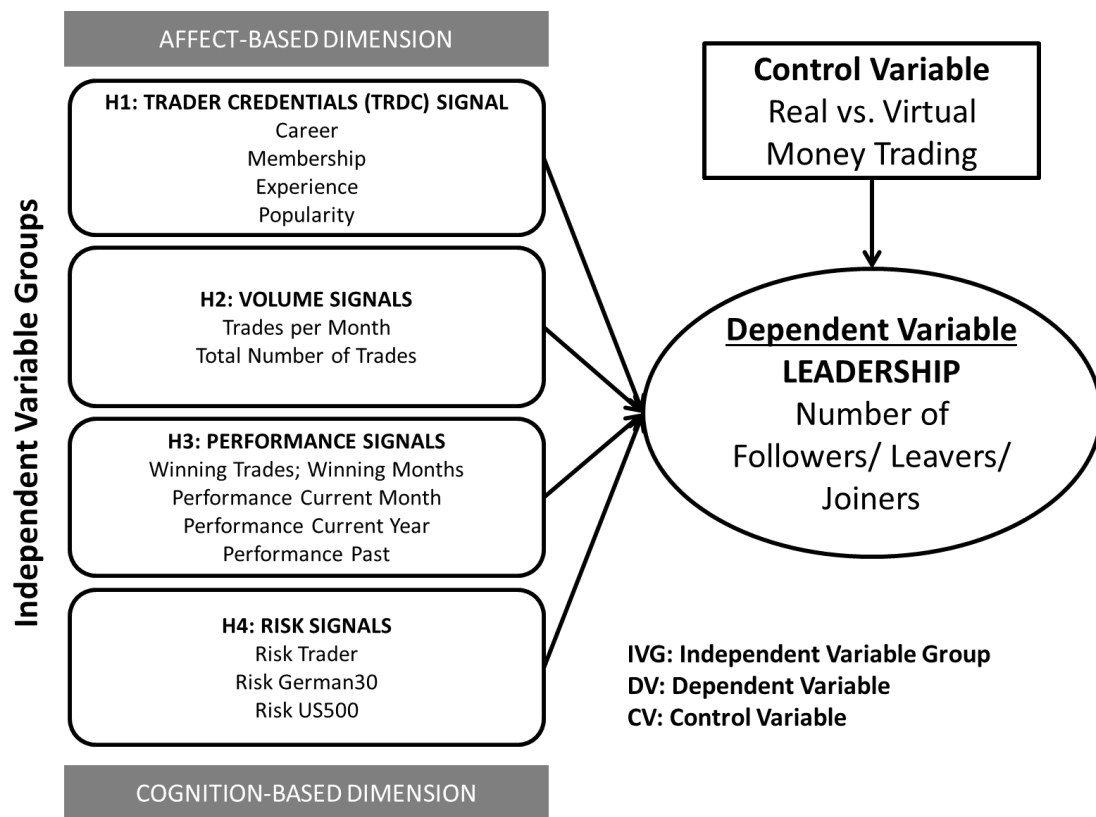 AFFECT-BASED DIMENSION
Independent Variable Groups
H1: TRADER CREDENTIALS (TRDC) SIGNAL
Career
Membership
Experience
Popularity
H2: VOLUME SIGNALS
Trades per Month
Total Number of Trades
H3: PERFORMANCE SIGNALS
Winning Trades; Winning Months
Performance Current Month
Performance Current Year
Performance Past
H4: RISK SIGNALS
Risk Trader
Risk German30
Risk US500
COGNITION-BASED DIMENSION
Control Variable
Real vs. Virtual
Money Trading
Dependent Variable
LEADERSHIP
Number of
Followers/ Leavers/
Joiners
IVG: Independent Variable Group
DV: Dependent Variable
CV: Control Variable